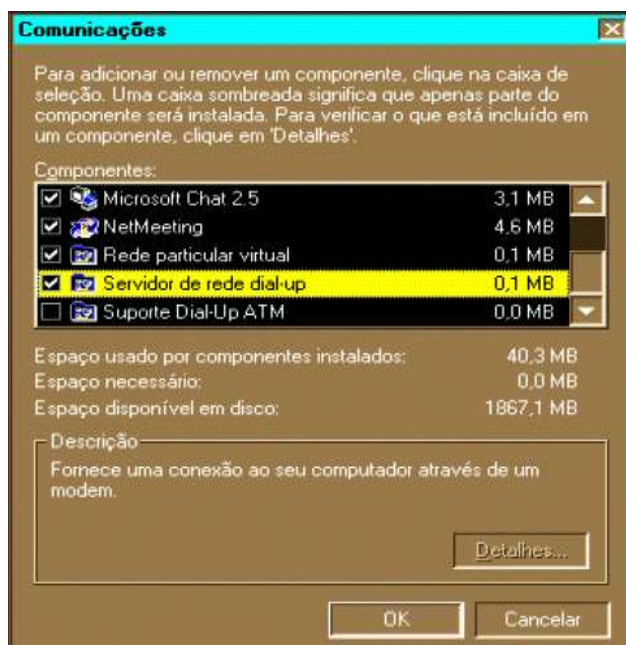 Comunicações
Para adicionar ou remover um componente, clique na caixa de
seleção. Uma caixa sombreada significa que apenas parte do
componente será instalada. Para verificar o que está incluído em
um componente, clique em 'Detalhes'.
Componentes:
Microsoft Chat 2.5 3,1 MB
NetMeeting 4,6 MB
Rede particular virtual 0,1 MB
Servidor de rede dial-up 0,1 MB
Suporte Dial-Up ATM 0,0 MB
Espaço usado por componentes instalados: 40,3 MB
Espaço necessário: 0,0 MB
Espaço disponível em disco: 1867,1 MB
Descrição
Fornece uma conexão ao seu computador através de um
modem.
Detalhes...
OK Cancelar